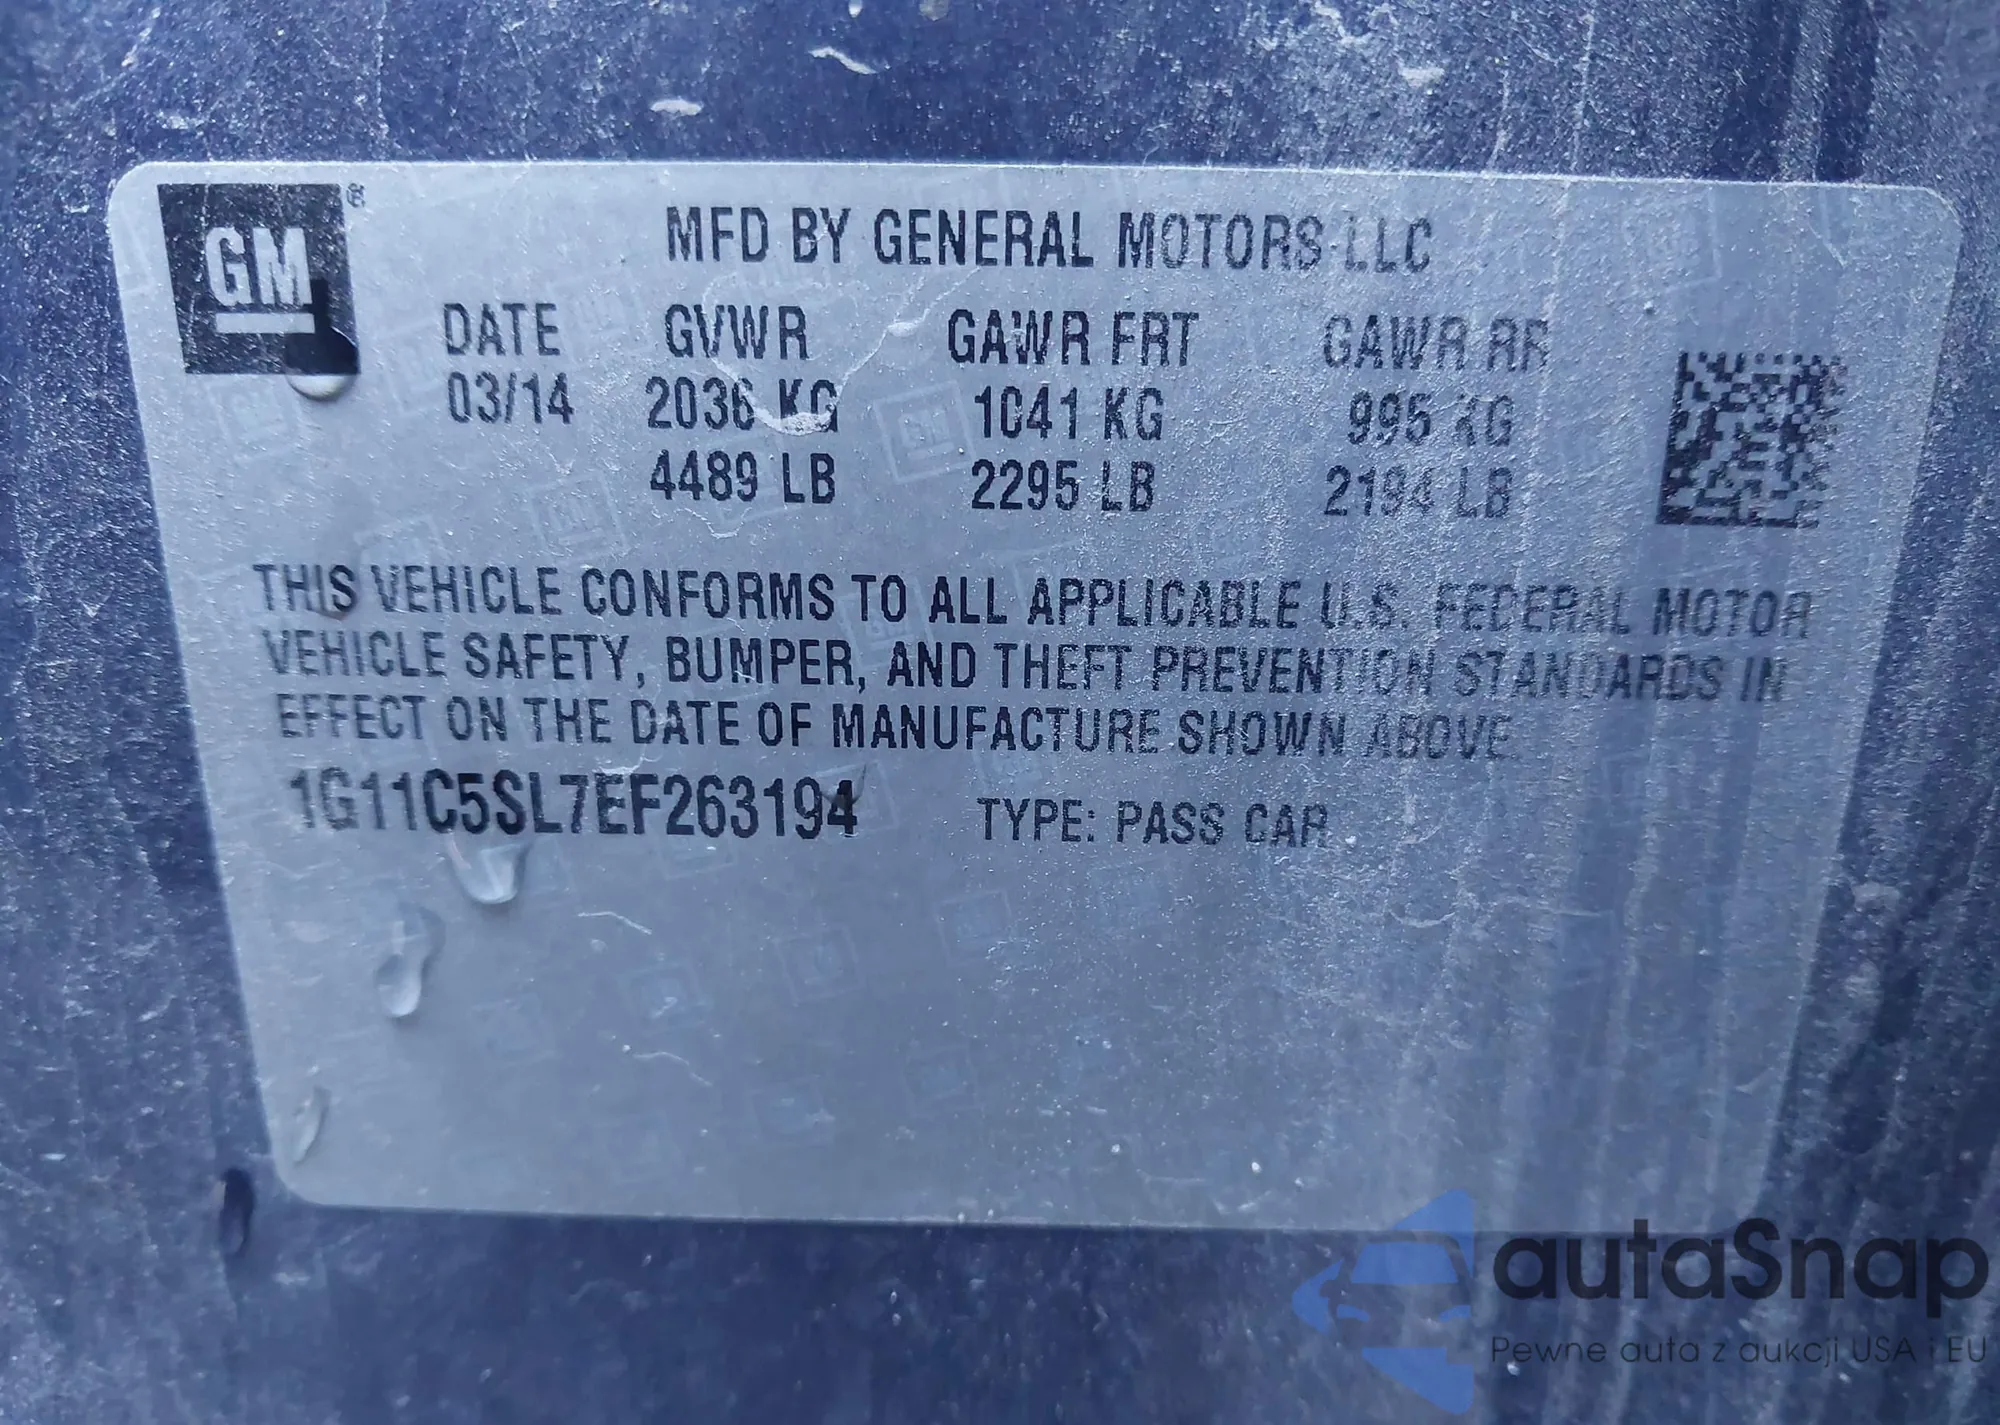 GM®
MFD BY GENERAL MOTORS LLC
DATE GVWR GAWR FRT GAWR RR
03/14 2036 KG 1041 KG 995 KG
4489 LB 2295 LB 2194 LB
THIS VEHICLE CONFORMS TO ALL APPLICABLE U.S. FEDERAL MOTOR
VEHICLE SAFETY, BUMPER, AND THEFT PREVENTION STANDARDS IN
EFFECT ON THE DATE OF MANUFACTURE SHOWN ABOVE.
1G11C5SL7EF263194 TYPE: PASS CAR
autaSnap
Pewne auta z aukcji USA i EU